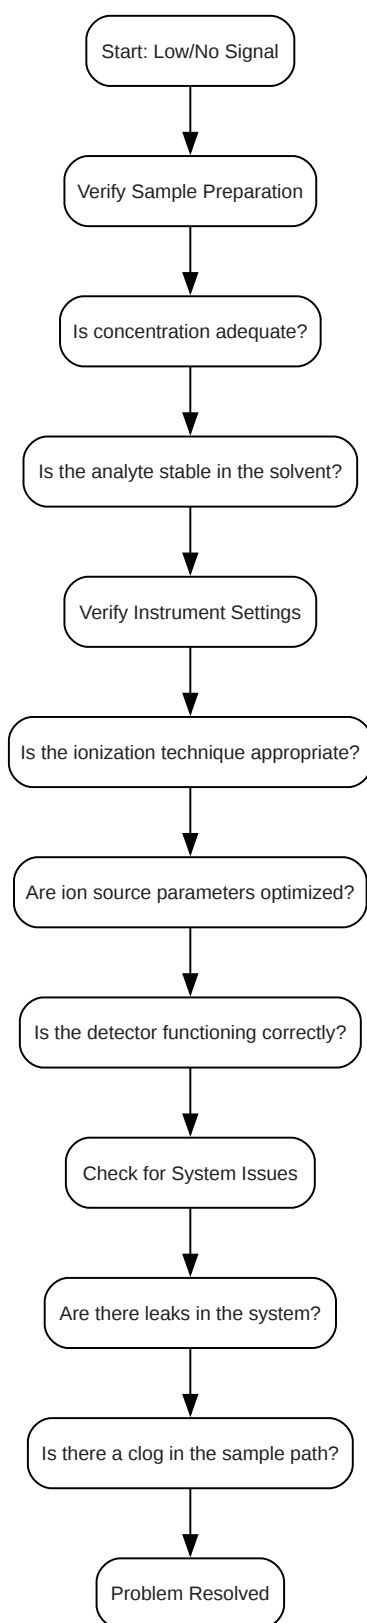 Start: Low/No Signal
Verify Sample Preparation
Is concentration adequate?
Is the analyte stable in the solvent?
Verify Instrument Settings
Is the ionization technique appropriate?
Are ion source parameters optimized?
Is the detector functioning correctly?
Check for System Issues
Are there leaks in the system?
Is there a clog in the sample path?
Problem Resolved